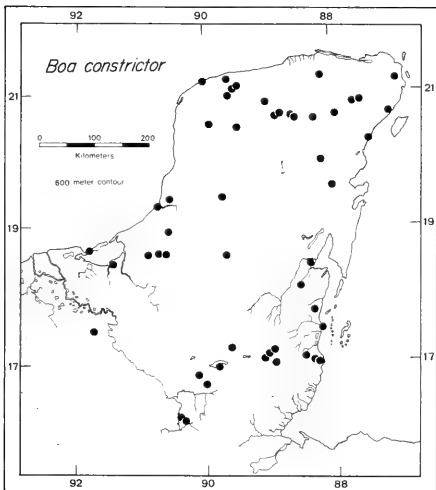 92 90 88
Boa constrictor
21 21
0 100 200
Kilometers
600 meter contour
19 19
17 17
92 90 88